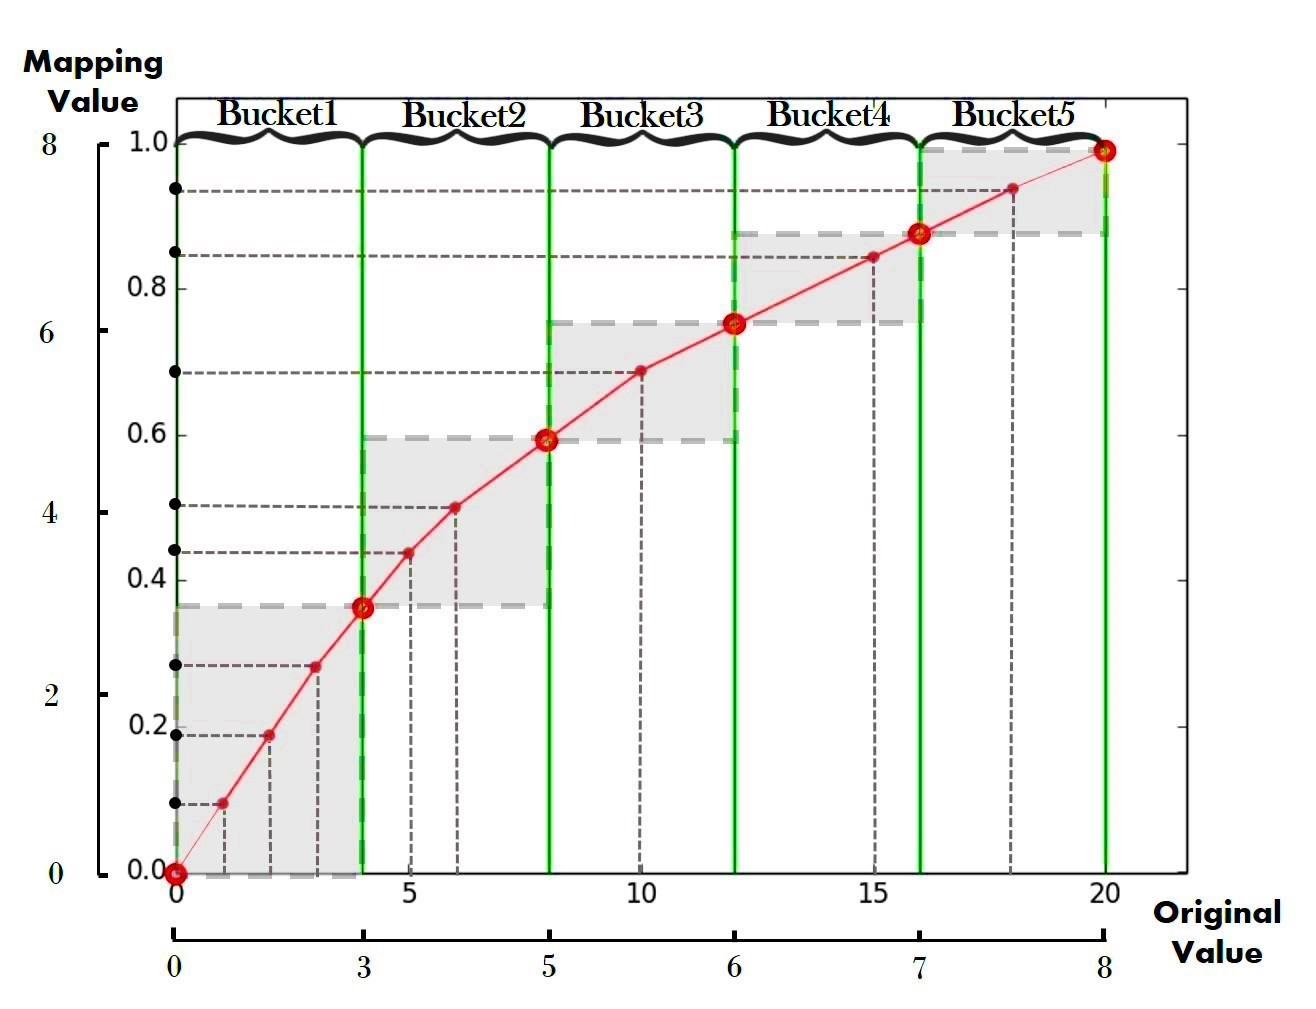 Mapping
Value
Bucket1 Bucket2 Bucket3 Bucket4 Bucket5
8 1.0
0.8
6
0.6
4
0.4
2
0.2
0 0.0
0 5 10 15 20
Original
Value
0 3 5 6 7 8